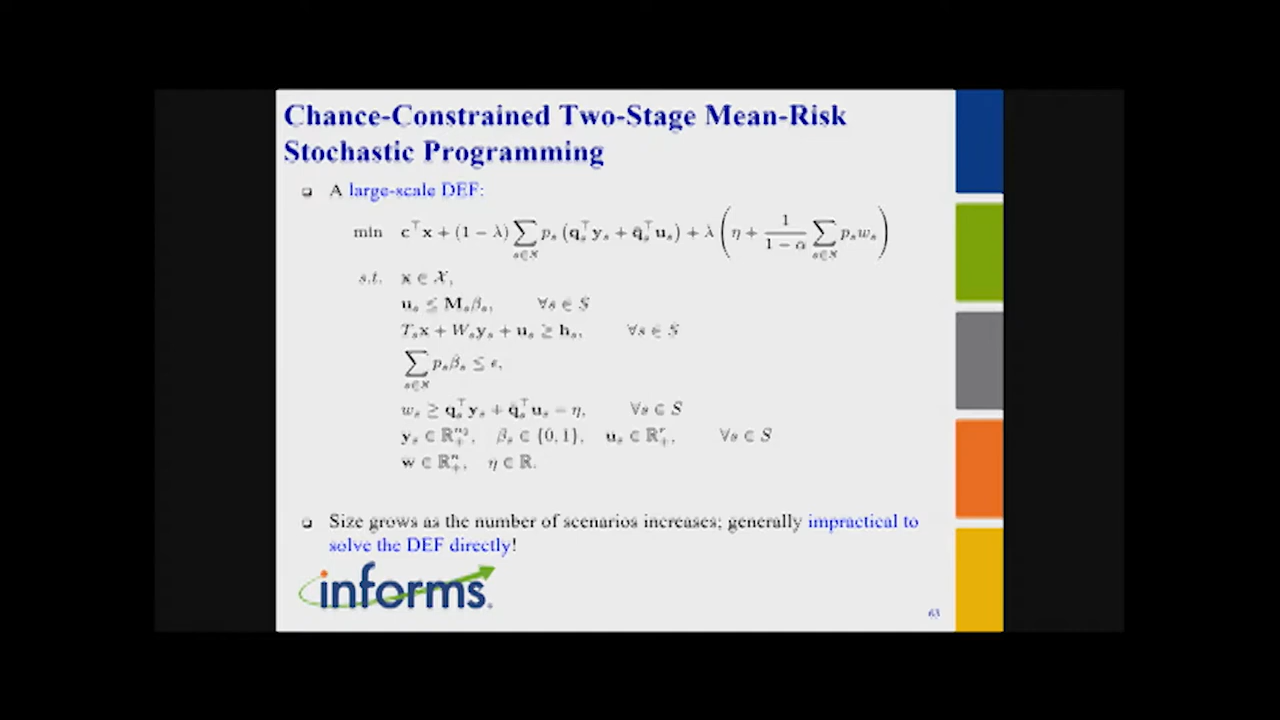 Chance-Constrained Two-Stage Mean-Risk
Stochastic Programming
❑ A large-scale DEF:
min c^⊤x + (1 − λ) ∑_{s∈S} p_s (q_s^⊤ y_s + q̄_s^⊤ u_s) + λ ( η + 1/(1 − α) ∑_{s∈S} p_s w_s )
s.t. x ∈ X,
u_s ≤ M_s β_s, ∀s ∈ S
T_s x + W_s y_s + u_s ≥ h_s, ∀s ∈ S
∑_{s∈S} p_s β_s ≤ ϵ,
w_s ≥ q_s^⊤ y_s + q̄_s^⊤ u_s − η, ∀s ∈ S
y_s ∈ ℝ_+^{n_2}, β_s ∈ {0, 1}, u_s ∈ ℝ_+^r, ∀s ∈ S
w ∈ ℝ_+^n, η ∈ ℝ.
❑ Size grows as the number of scenarios increases; generally impractical to
solve the DEF directly!
informs
63